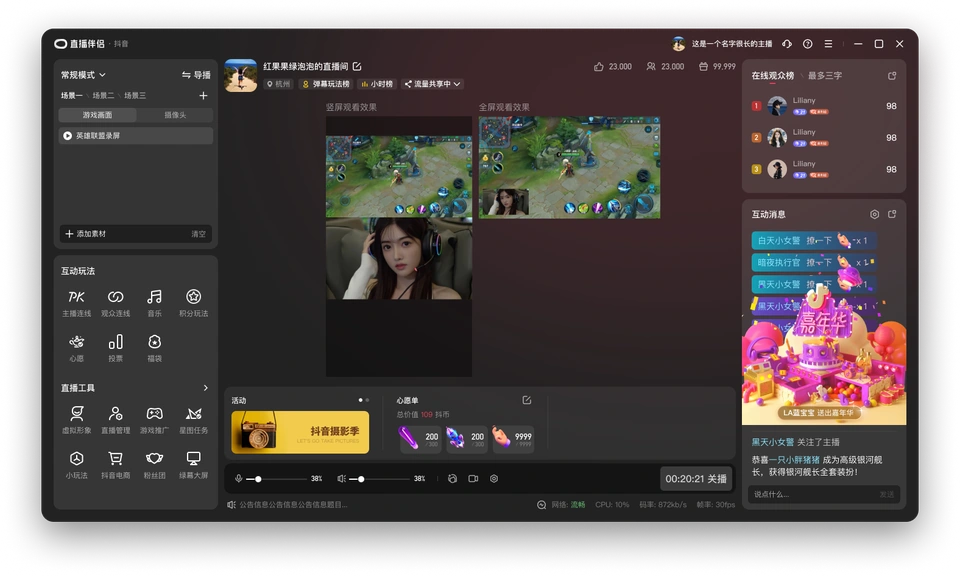 直播伴侣 · 抖音
这是一个名字很长的主播
常规模式
导播
场景一
场景二
场景三
游戏画面
摄像头
英雄联盟录屏
添加素材
清空
互动玩法
PK
主播连线
观众连线
音乐
积分玩法
心愿
投票
福袋
直播工具
虚拟形象
直播管理
游戏推广
星图任务
小玩法
抖音电商
粉丝团
绿幕大屏
红果果绿泡泡的直播间
杭州
弹幕玩法榜
小时榜
流量共享中
23,000
23,000
99,999
竖屏观看效果
全屏观看效果
活动
抖音摄影季
LET'S GO TAKE PICTURES
心愿单
总价值 109 抖币
200
/300
200
/300
9999
/9999
38%
38%
00:20:21 关播
公告信息公告信息公告信息题目...
网络: 流畅
CPU: 10%
码率: 872kb/s
帧率: 30fps
在线观众榜
最多三字
1
Liliany
98
2
Liliany
98
3
Liliany
98
互动消息
白天小女警 撩一下 x 1
暗夜执行官 撩一下 x 1
黑天小女警 撩一下 x 1
黑天小女警
嘉年华
LA蓝宝宝 送出嘉年华
黑天小女警 关注了主播
恭喜一只小胖猪猪 成为高级银河舰
长，获得银河舰长全套装扮！
说点什么...
发送